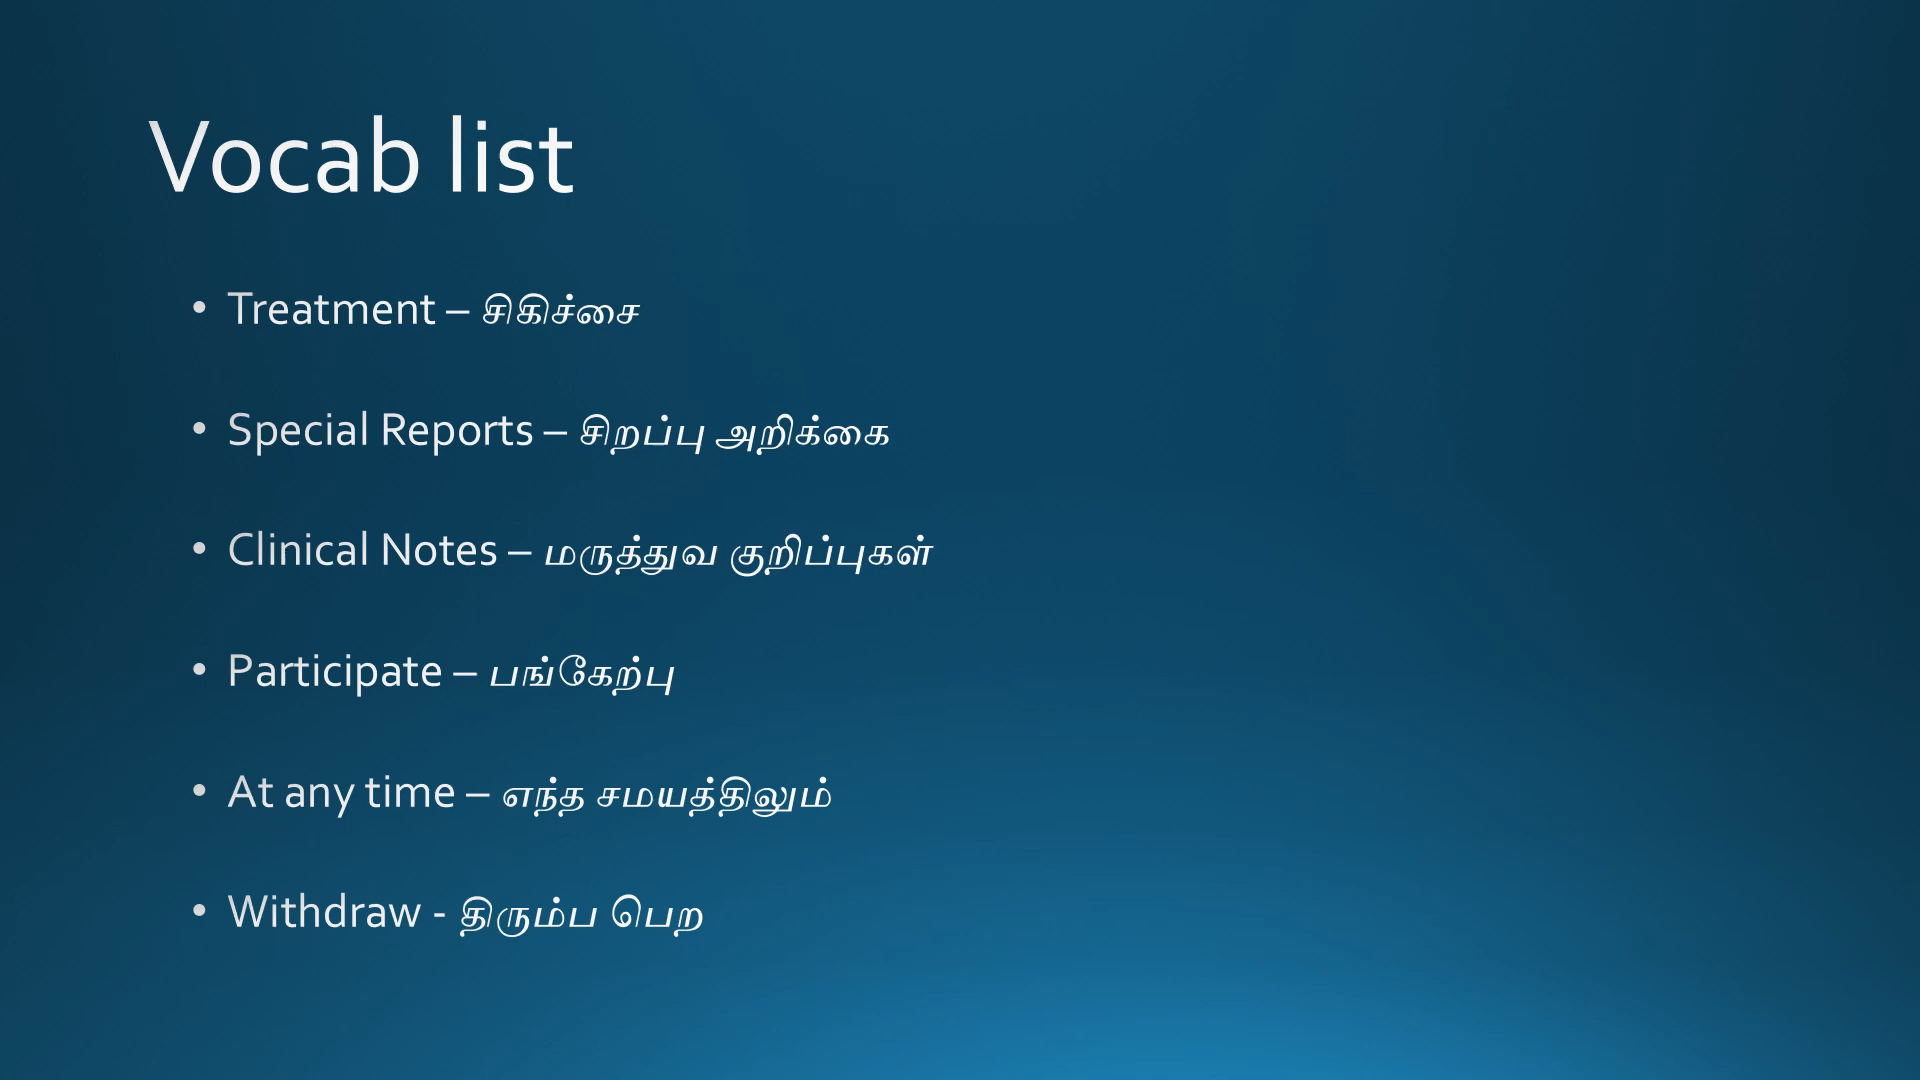 Vocab list
• Treatment – சிகிச்சை
• Special Reports – சிறப்பு அறிக்கை
• Clinical Notes – மருத்துவ குறிப்புகள்
• Participate – பங்கேற்பு
• At any time – எந்த சமயத்திலும்
• Withdraw - திரும்ப பெற